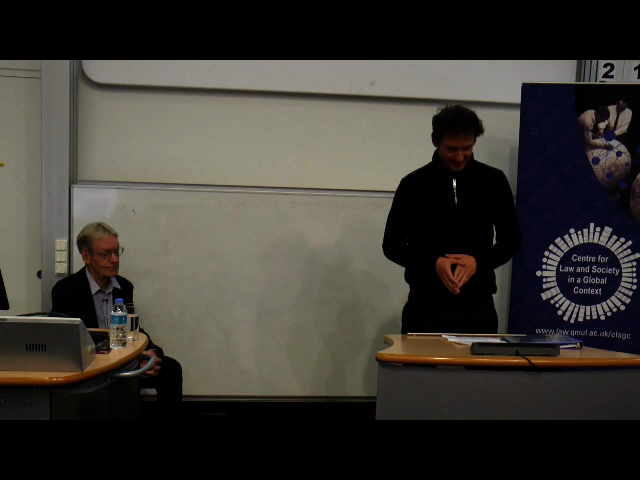 2 1
Centre for
Law and Society
in a Global
Context
www.law.qmul.ac.uk/clsgc